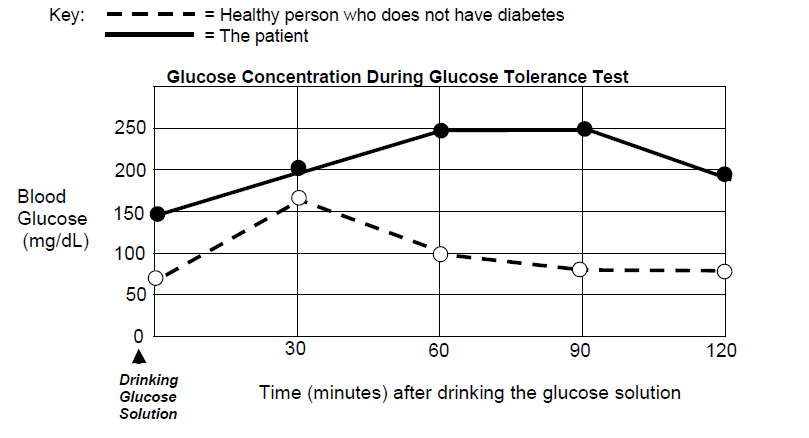 Key: = Healthy person who does not have diabetes
= The patient
Glucose Concentration During Glucose Tolerance Test
250
200
150
100
50
0
Blood
Glucose
(mg/dL)
30 60 90 120
Drinking
Glucose
Solution
Time (minutes) after drinking the glucose solution